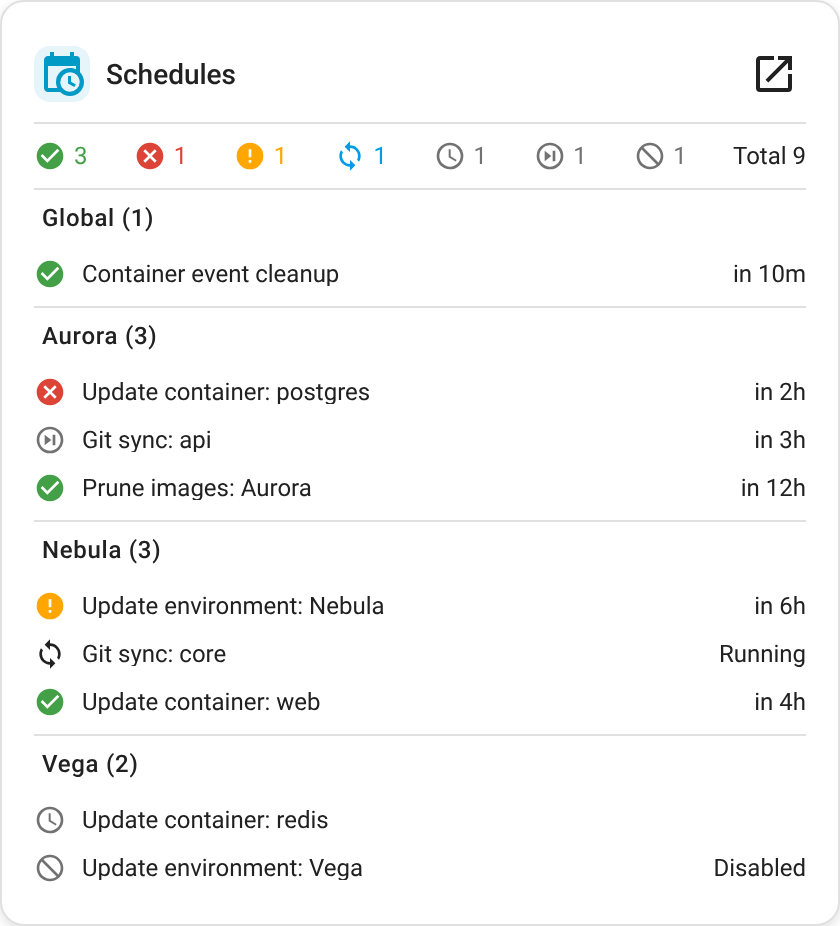 Schedules
3 1 1 1 1 1 1 Total 9
Global (1)
Container event cleanup in 10m
Aurora (3)
Update container: postgres in 2h
Git sync: api in 3h
Prune images: Aurora in 12h
Nebula (3)
Update environment: Nebula in 6h
Git sync: core Running
Update container: web in 4h
Vega (2)
Update container: redis
Update environment: Vega Disabled